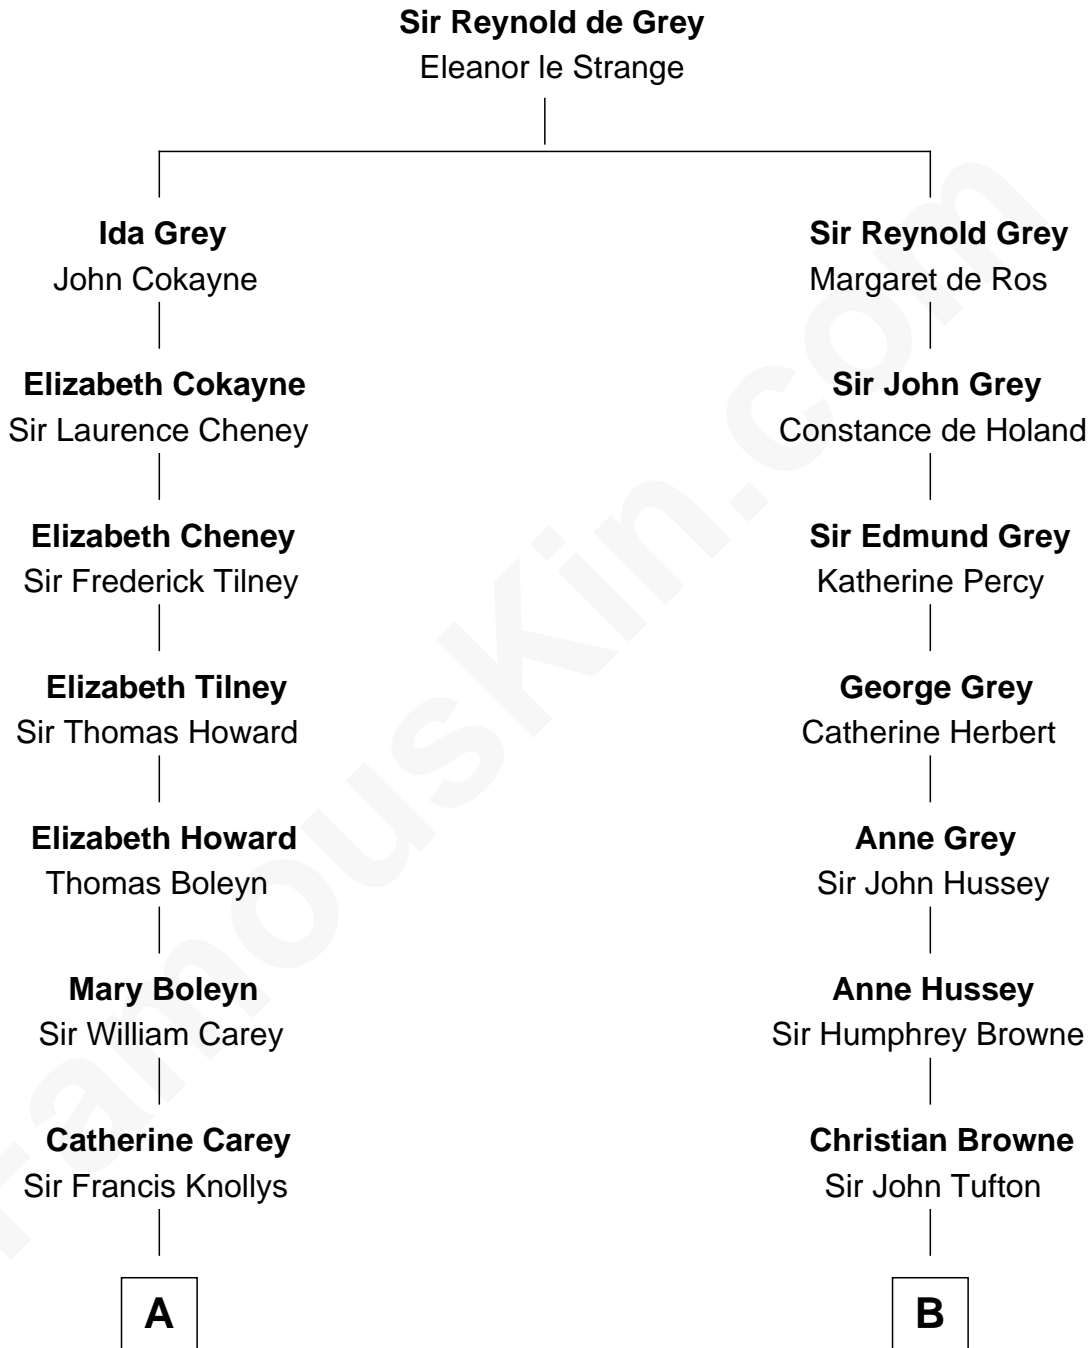 Sir Reynold de Grey
Eleanor le Strange
Ida Grey
John Cokayne
Sir Reynold Grey
Margaret de Ros
Elizabeth Cokayne
Sir Laurence Cheney
Sir John Grey
Constance de Holand
Elizabeth Cheney
Sir Frederick Tilney
Sir Edmund Grey
Katherine Percy
Elizabeth Tilney
Sir Thomas Howard
George Grey
Catherine Herbert
Elizabeth Howard
Thomas Boleyn
Anne Grey
Sir John Hussey
Mary Boleyn
Sir William Carey
Anne Hussey
Sir Humphrey Browne
Catherine Carey
Sir Francis Knollys
Christian Browne
Sir John Tufton
A
B
FamousKin.com